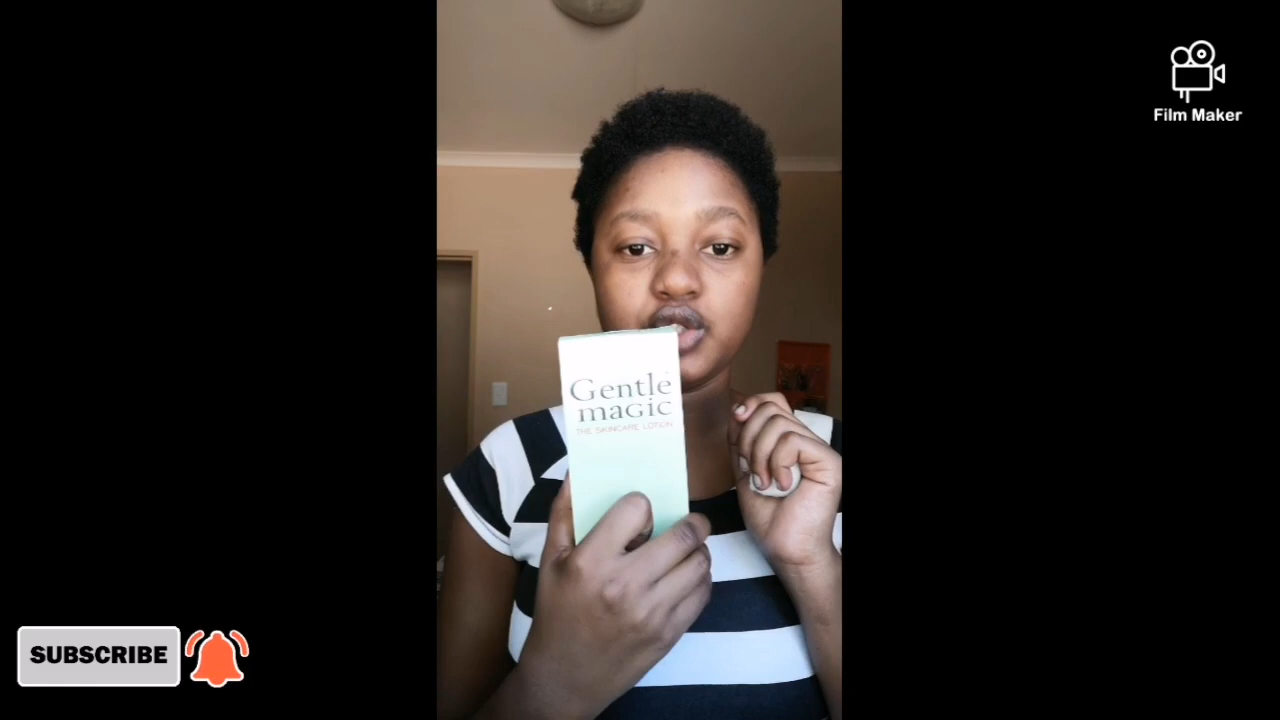 Film Maker
Gentle
magic
THE SKINCARE LOTION
SUBSCRIBE